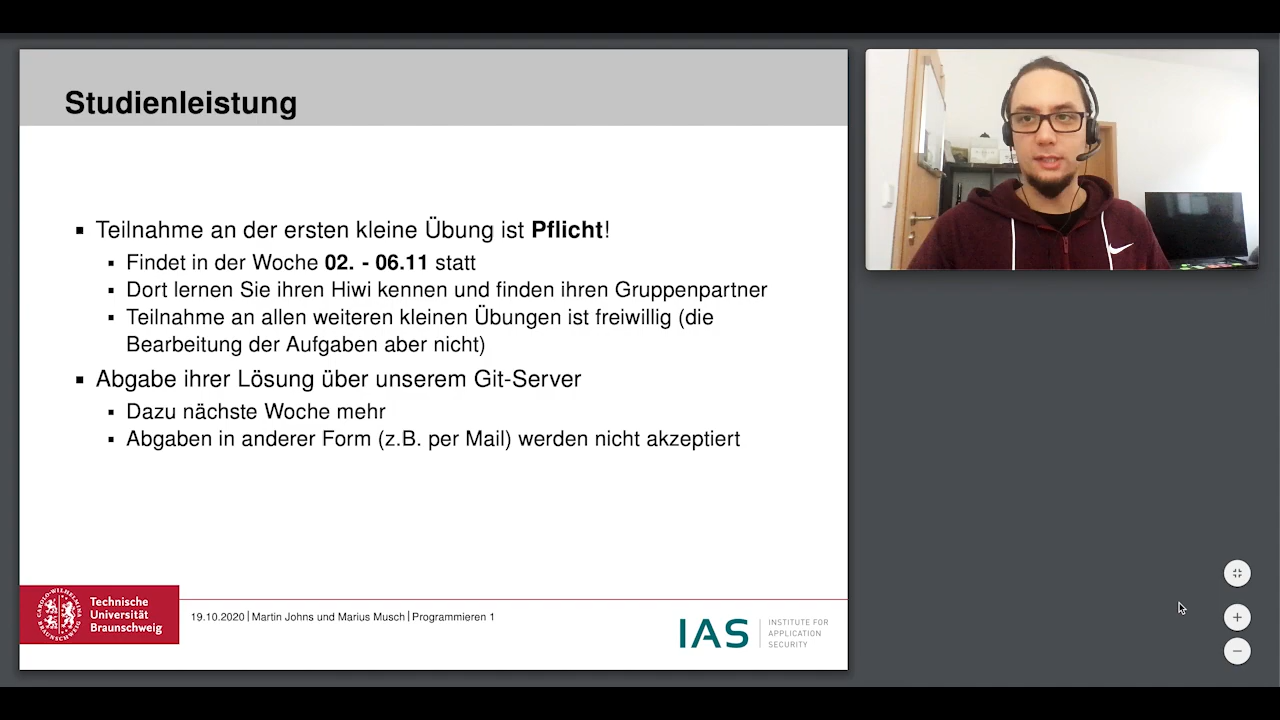 Studienleistung
Teilnahme an der ersten kleine Übung ist Pflicht!
Findet in der Woche 02. - 06.11 statt
Dort lernen Sie ihren Hiwi kennen und finden ihren Gruppenpartner
Teilnahme an allen weiteren kleinen Übungen ist freiwillig (die
Bearbeitung der Aufgaben aber nicht)
Abgabe ihrer Lösung über unserem Git-Server
Dazu nächste Woche mehr
Abgaben in anderer Form (z.B. per Mail) werden nicht akzeptiert
Technische
Universität
Braunschweig
19.10.2020 | Martin Johns und Marius Musch | Programmieren 1
IAS
INSTITUTE FOR
APPLICATION
SECURITY